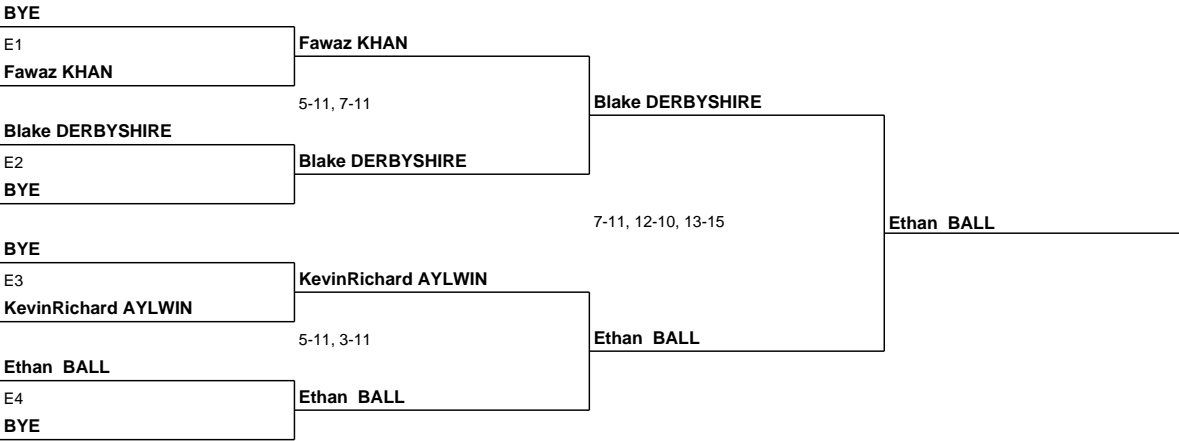 BYE
E1
Fawaz KHAN
Fawaz KHAN
5-11, 7-11
Blake DERBYSHIRE
Blake DERBYSHIRE
E2
Blake DERBYSHIRE
BYE
7-11, 12-10, 13-15
Ethan BALL
BYE
E3
KevinRichard AYLWIN
KevinRichard AYLWIN
5-11, 3-11
Ethan BALL
Ethan BALL
E4
Ethan BALL
BYE